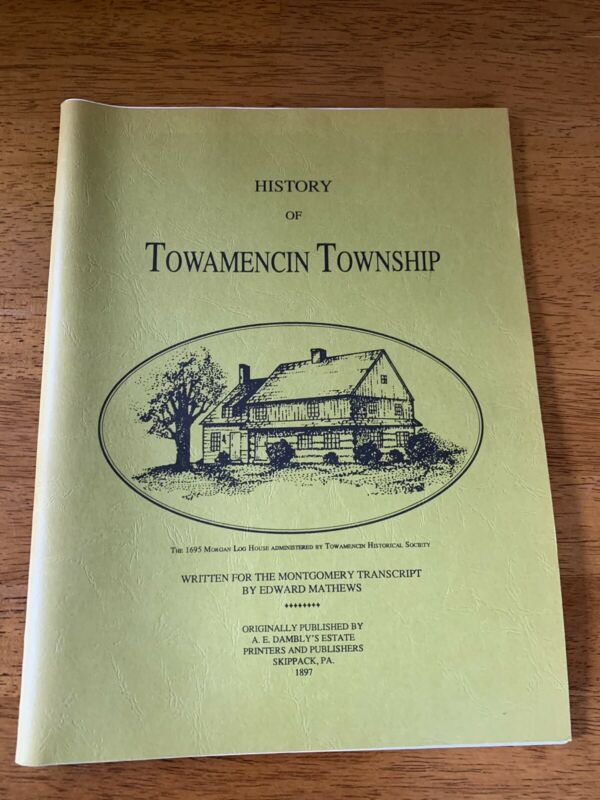 HISTORY
OF
TOWAMENCIN TOWNSHIP
THE 1695 MORGAN LOG HOUSE ADMINISTERED BY TOWAMENCIN HISTORICAL SOCIETY
WRITTEN FOR THE MONTGOMERY TRANSCRIPT
BY EDWARD MATHEWS
ORIGINALLY PUBLISHED BY
A. E. DAMBLY'S ESTATE
PRINTERS AND PUBLISHERS
SKIPPACK, PA.
1897